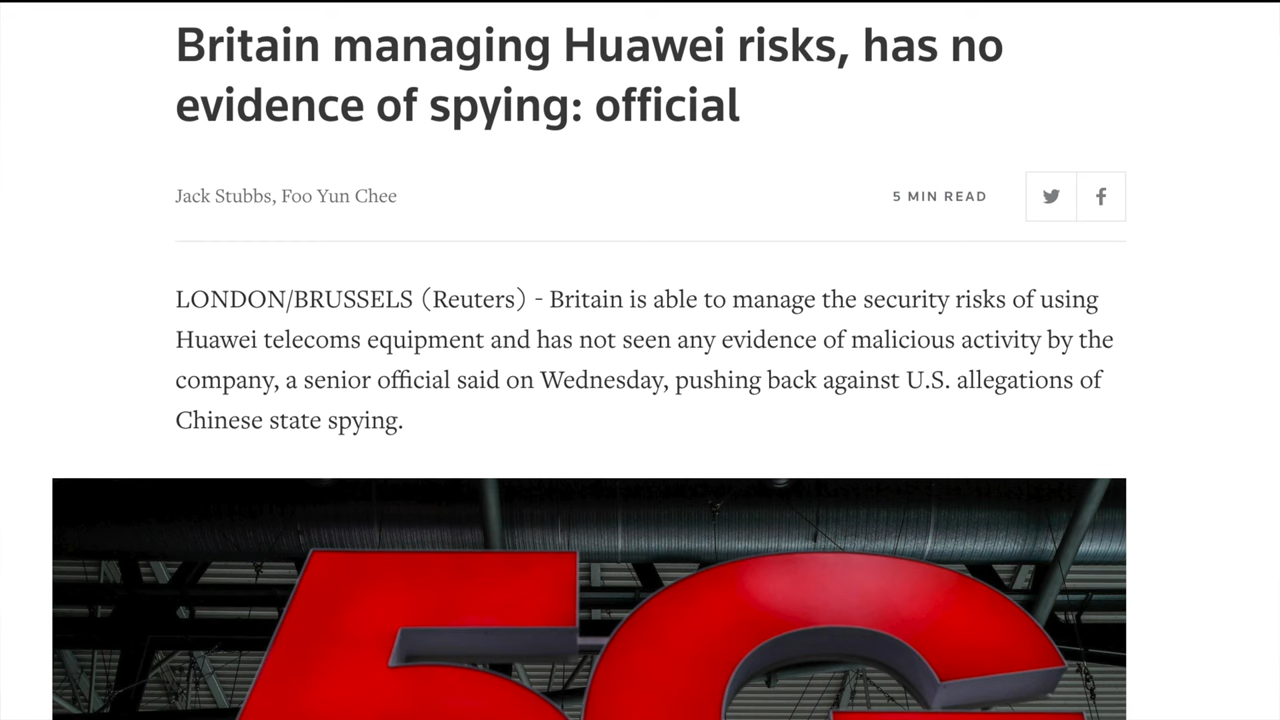 Britain managing Huawei risks, has no
evidence of spying: official
Jack Stubbs, Foo Yun Chee
5 MIN READ
LONDON/BRUSSELS (Reuters) - Britain is able to manage the security risks of using
Huawei telecoms equipment and has not seen any evidence of malicious activity by the
company, a senior official said on Wednesday, pushing back against U.S. allegations of
Chinese state spying.
5G